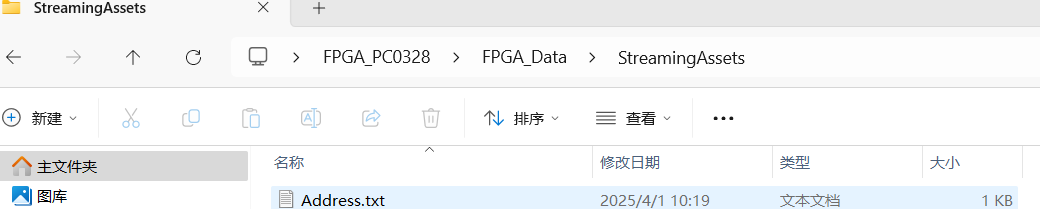 StreamingAssets
FPGA_PC0328 > FPGA_Data > StreamingAssets
新建 排序 查看
主文件夹
图库
名称 修改日期 类型 大小
Address.txt 2025/4/1 10:19 文本文档 1 KB